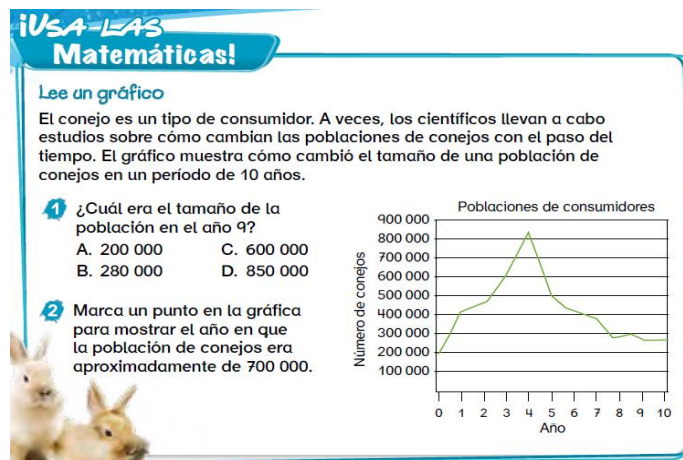 ¡USA LAS
Matemáticas!
Lee un gráfico
El conejo es un tipo de consumidor. A veces, los científicos llevan a cabo
estudios sobre cómo cambian las poblaciones de conejos con el paso del
tiempo. El gráfico muestra cómo cambió el tamaño de una población de
conejos en un período de 10 años.
1 ¿Cuál era el tamaño de la
población en el año 9?
A. 200 000 C. 600 000
B. 280 000 D. 850 000
2 Marca un punto en la gráfica
para mostrar el año en que
la población de conejos era
aproximadamente de 700 000.
Poblaciones de consumidores
900 000
800 000
700 000
600 000
500 000
400 000
300 000
200 000
100 000
Número de conejos
0 1 2 3 4 5 6 7 8 9 10
Año